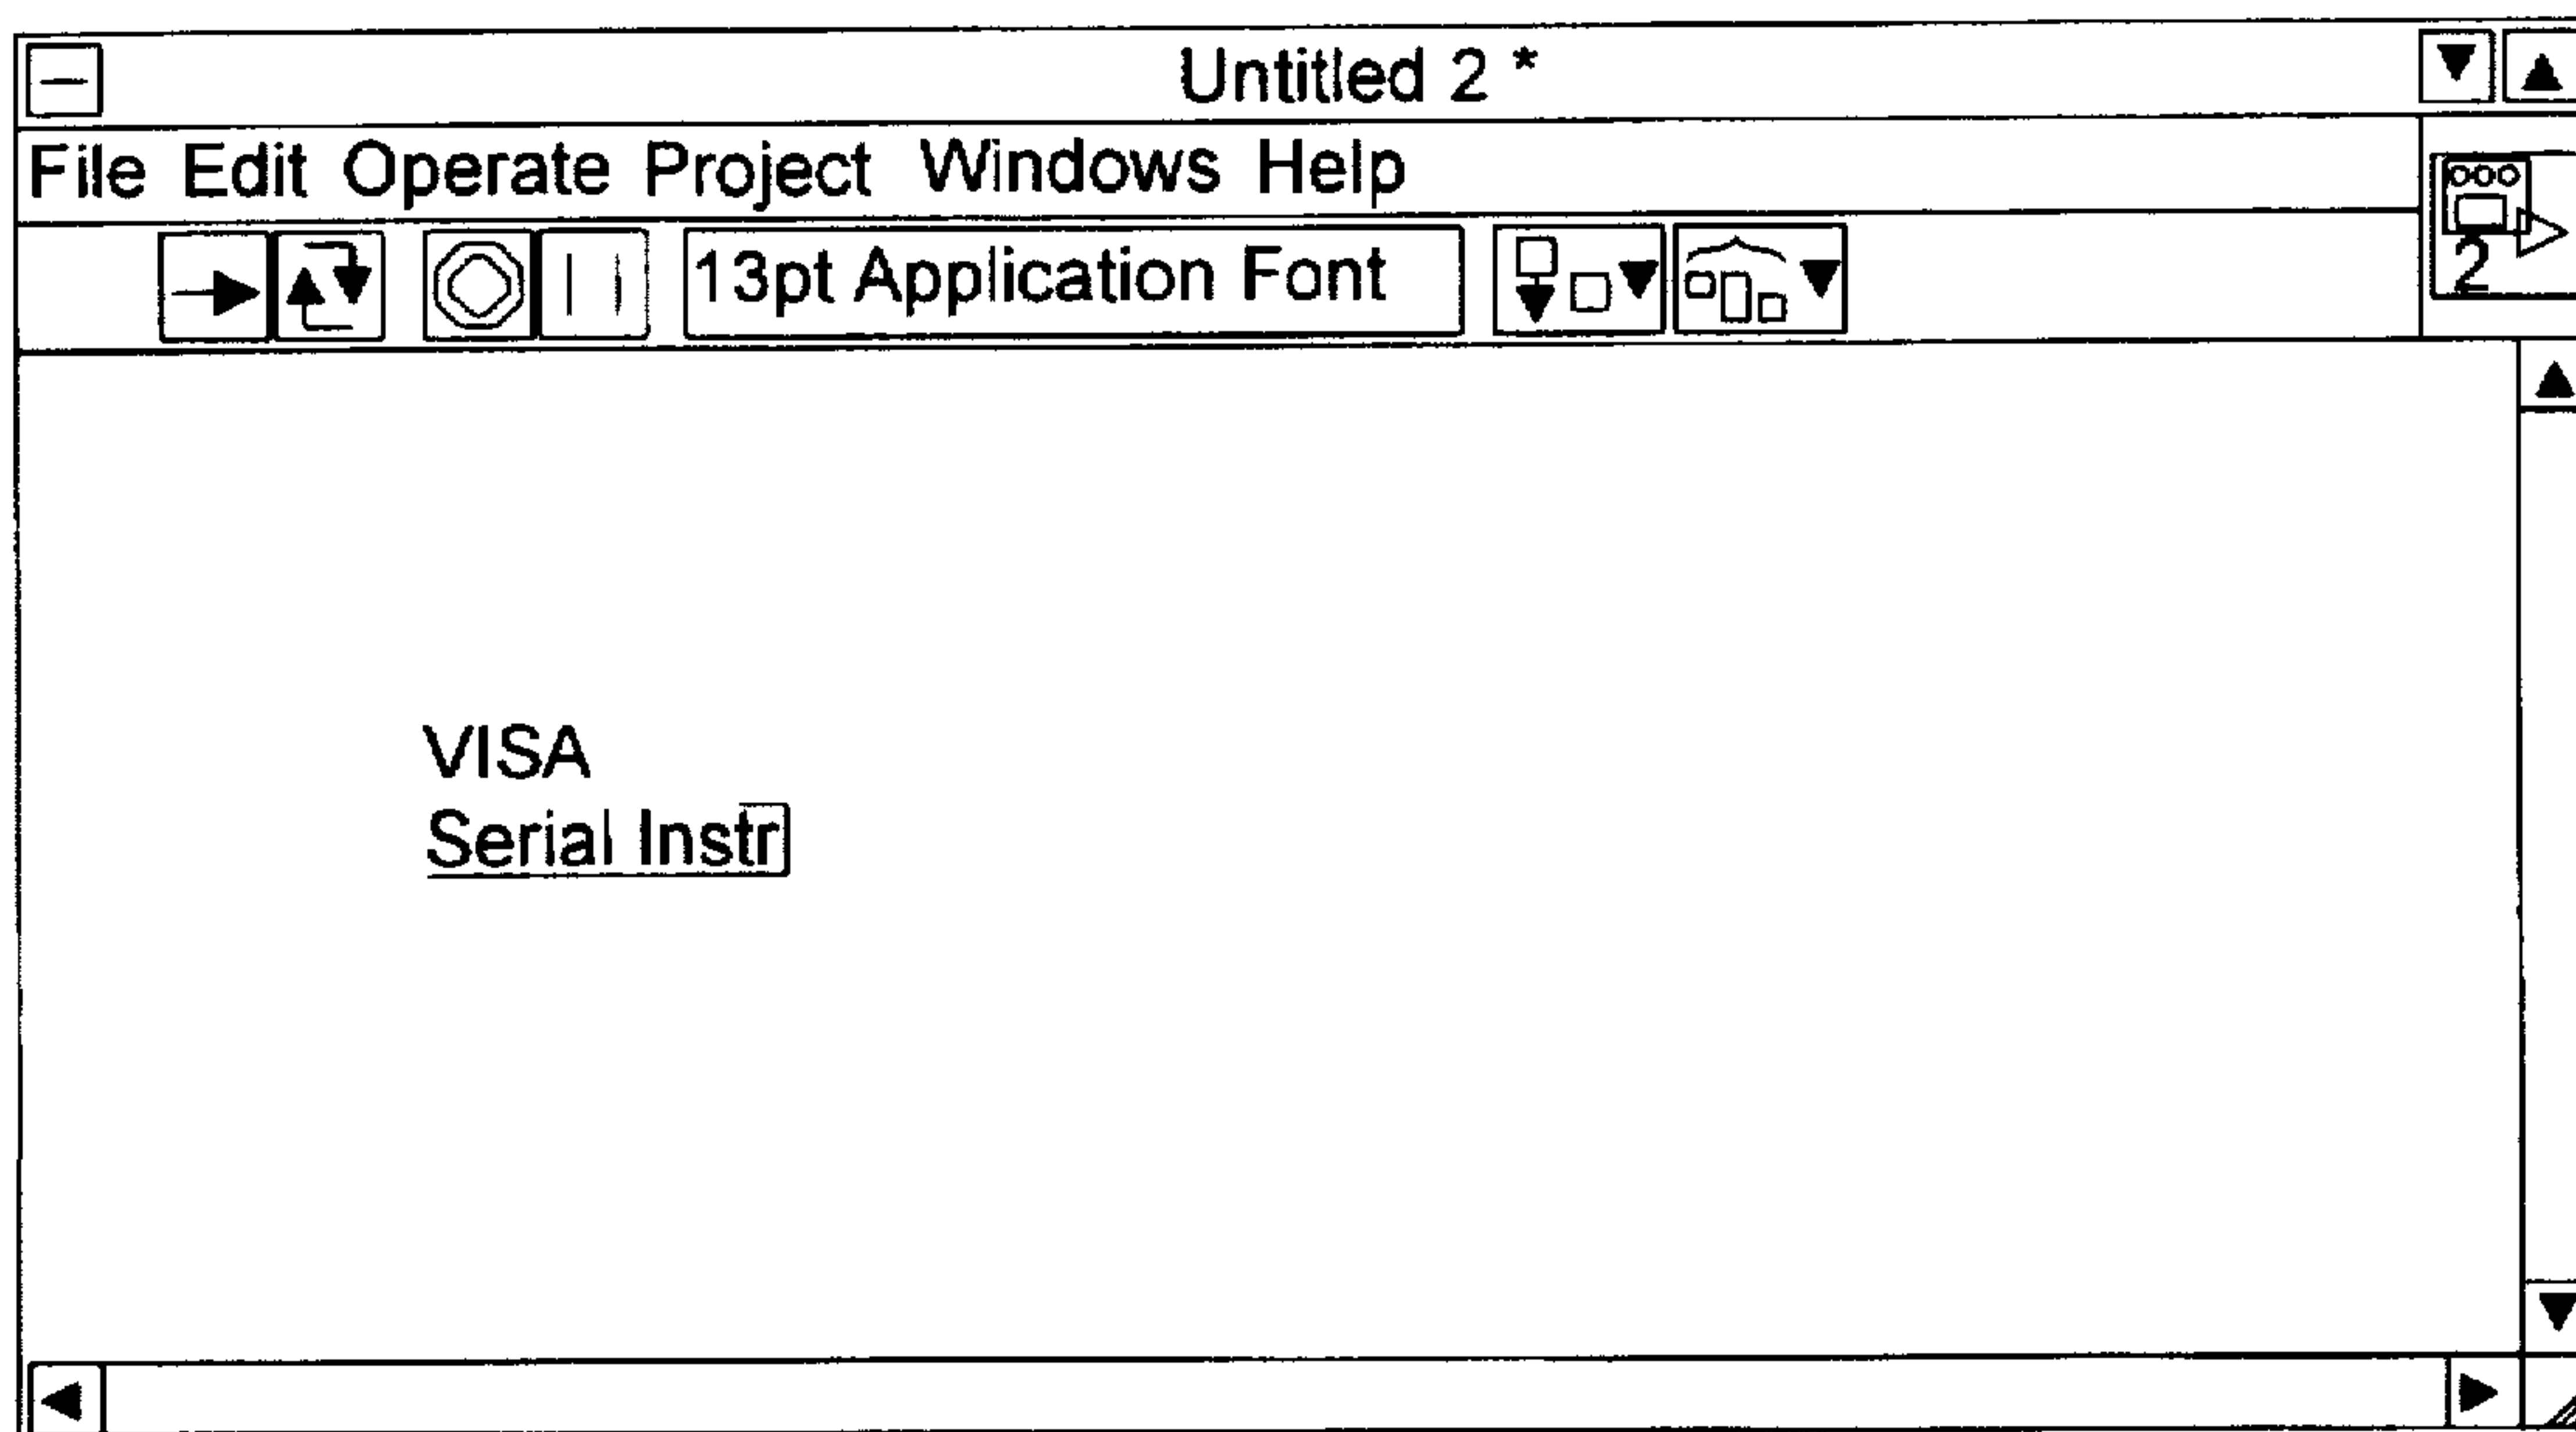 Untitled 2 *
File Edit Operate Project Windows Help
13pt Application Font
2
VISA
Serial Instr